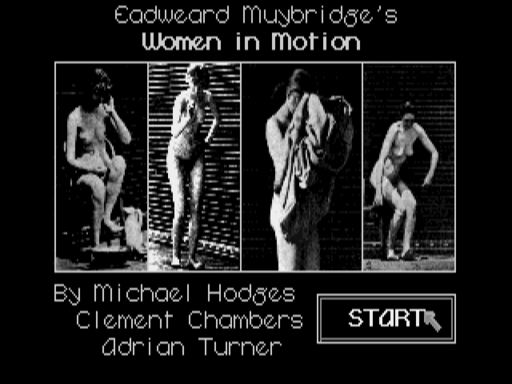 Eadweard Muybridge's
Women in Motion
By Michael Hodges
Clement Chambers
Adrian Turner
START